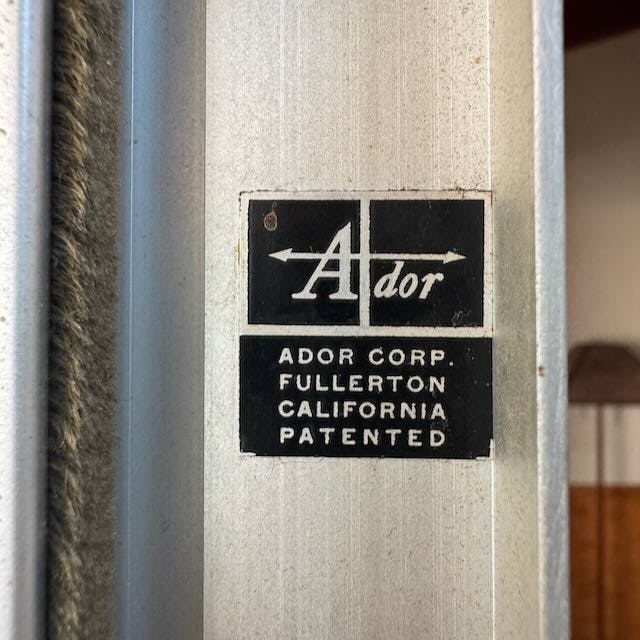 Ador
ADOR CORP.
FULLERTON
CALIFORNIA
PATENTED